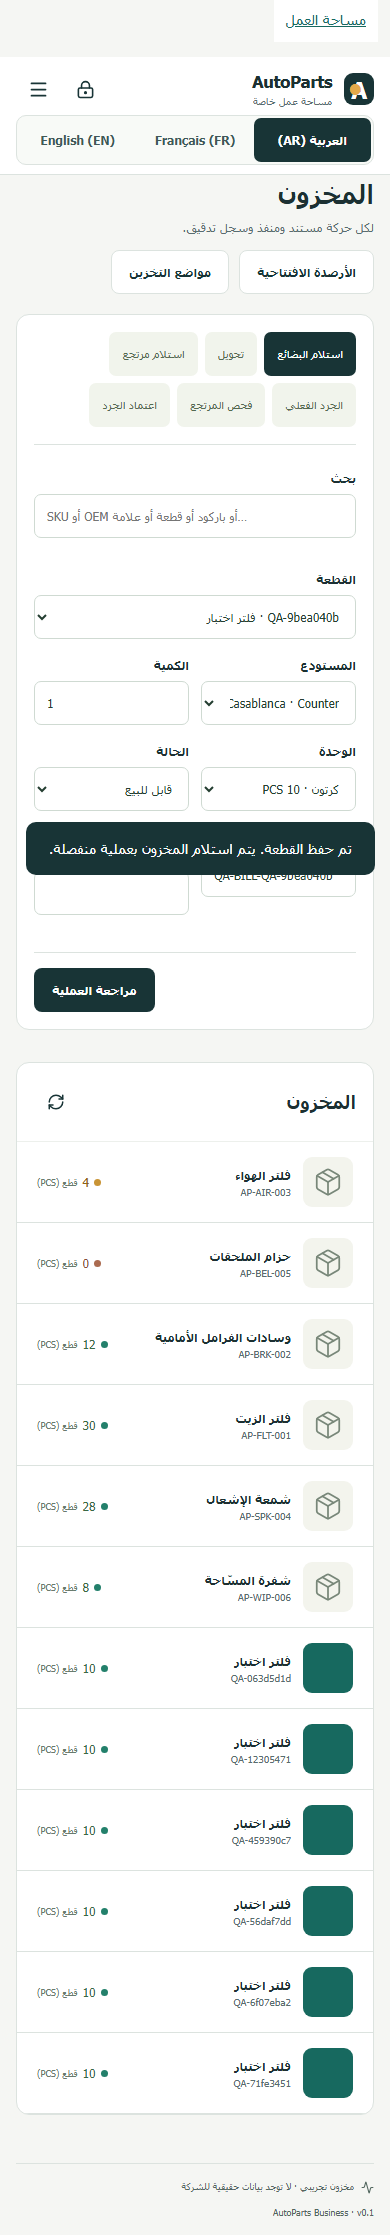 مساحة العمل
AutoParts
مساحة عمل خاصة
العربية (AR)
Français (FR)
English (EN)
المخزون
لكل حركة مستند ومنفذ وسجل تدقيق.
الأرصدة الافتتاحية
مواضع التخزين
استلام البضائع
تحويل
استلام مرتجع
الجرد الفعلي
فحص المرتجع
اعتماد الجرد
بحث
SKU أو OEM أو باركود أو قطعة أو علامة...
القطعة
QA-9bea040b · فلتر اختبار
المستودع
الكمية
Casablanca · Counter
1
الوحدة
الحالة
كرتون · 10 PCS
قابل للبيع
تم حفظ القطعة. يتم استلام المخزون بعملية منفصلة.
QA-BILL-QA-9bea040b
مراجعة العملية
المخزون
فلتر الهواء
AP-AIR-003
4 قطع (PCS)
حزام الملحقات
AP-BEL-005
0 قطع (PCS)
وسادات الفرامل الأمامية
AP-BRK-002
12 قطع (PCS)
فلتر الزيت
AP-FLT-001
30 قطع (PCS)
شمعة الإشعال
AP-SPK-004
28 قطع (PCS)
شفرة المسّاحة
AP-WIP-006
8 قطع (PCS)
فلتر اختبار
QA-063d5d1d
10 قطع (PCS)
فلتر اختبار
QA-12305471
10 قطع (PCS)
فلتر اختبار
QA-459390c7
10 قطع (PCS)
فلتر اختبار
QA-56daf7dd
10 قطع (PCS)
فلتر اختبار
QA-6f07eba2
10 قطع (PCS)
فلتر اختبار
QA-71fe3451
10 قطع (PCS)
مخزون تجريبي · لا توجد بيانات حقيقية للشركة
AutoParts Business · v0.1